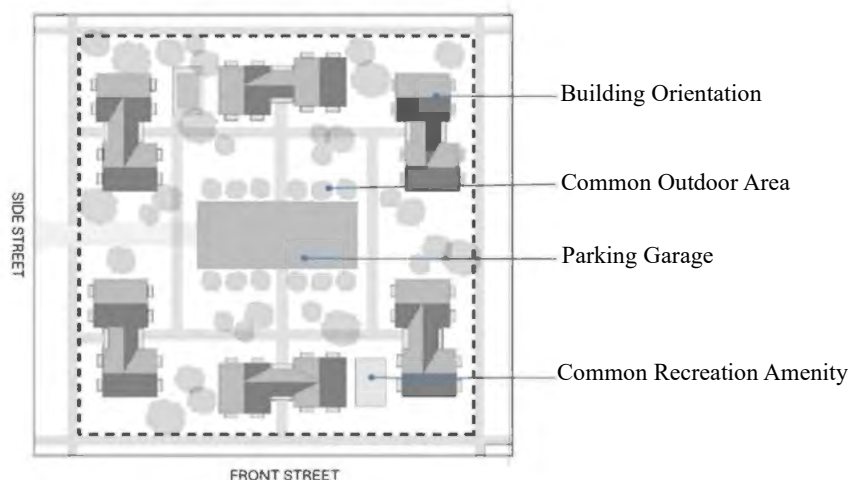 Building Orientation
Common Outdoor Area
SIDE STREET
Parking Garage
Common Recreation Amenity
FRONT STREET